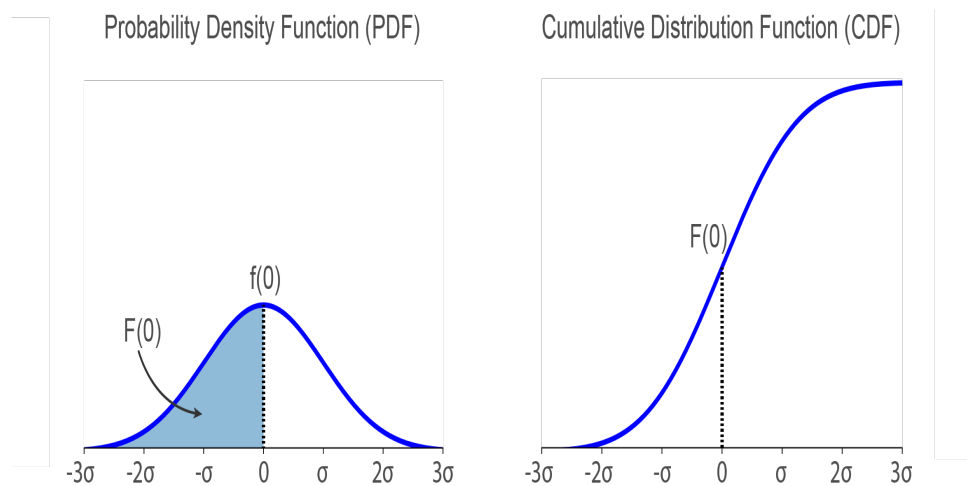 Probability Density Function (PDF)
Cumulative Distribution Function (CDF)
f(0)
F(0)
-3σ -2σ -σ 0 σ 2σ 3σ
F(0)
-3σ -2σ -σ 0 σ 2σ 3σ